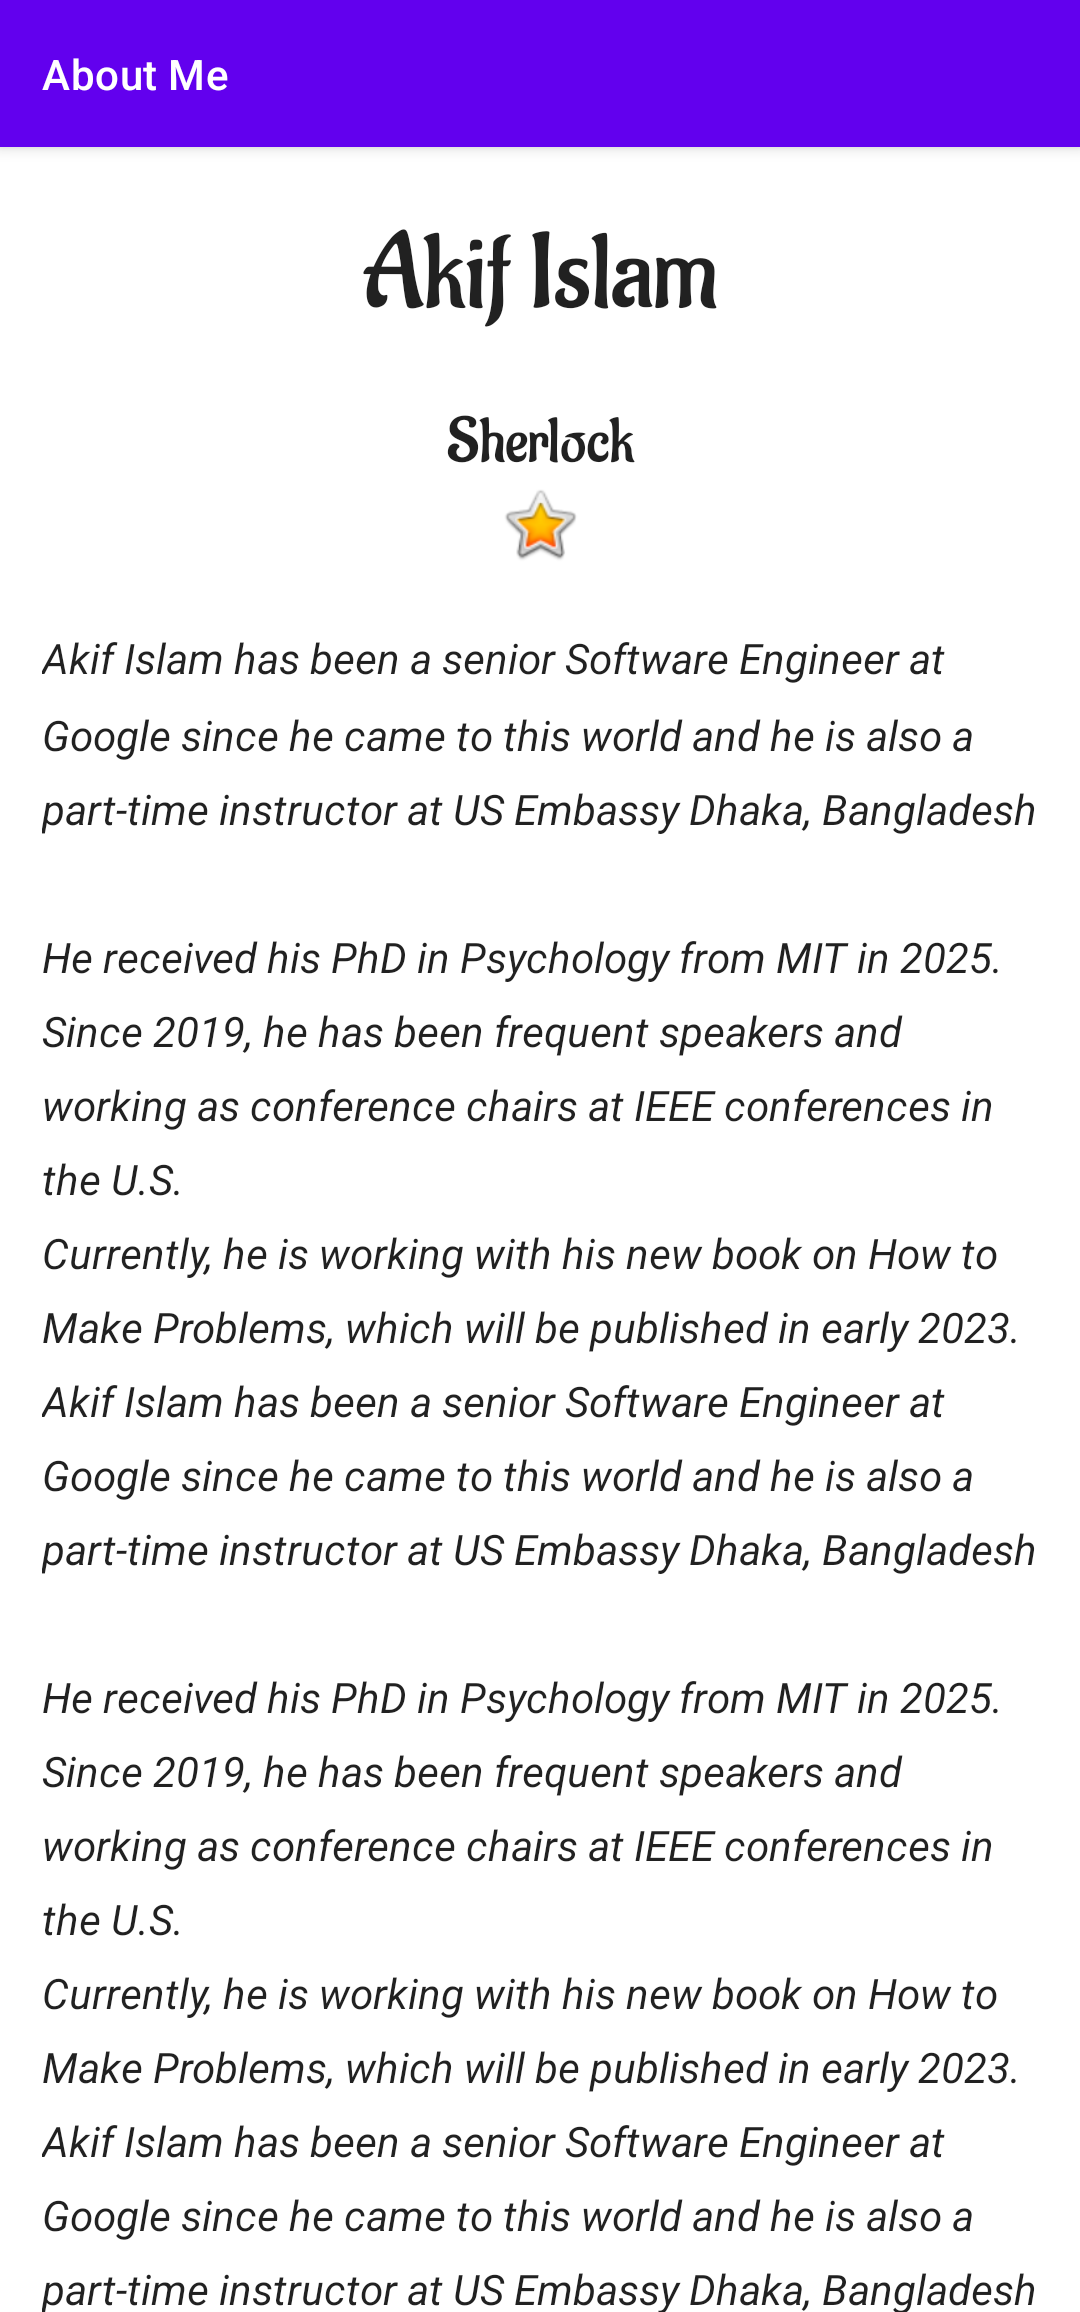 About Me
Akif Islam
Sherlock
Akif Islam has been a senior Software Engineer at
Google since he came to this world and he is also a
part-time instructor at US Embassy Dhaka, Bangladesh
He received his PhD in Psychology from MIT in 2025.
Since 2019, he has been frequent speakers and
working as conference chairs at IEEE conferences in
the U.S.
Currently, he is working with his new book on How to
Make Problems, which will be published in early 2023.
Akif Islam has been a senior Software Engineer at
Google since he came to this world and he is also a
part-time instructor at US Embassy Dhaka, Bangladesh
He received his PhD in Psychology from MIT in 2025.
Since 2019, he has been frequent speakers and
working as conference chairs at IEEE conferences in
the U.S.
Currently, he is working with his new book on How to
Make Problems, which will be published in early 2023.
Akif Islam has been a senior Software Engineer at
Google since he came to this world and he is also a
part-time instructor at US Embassy Dhaka, Bangladesh